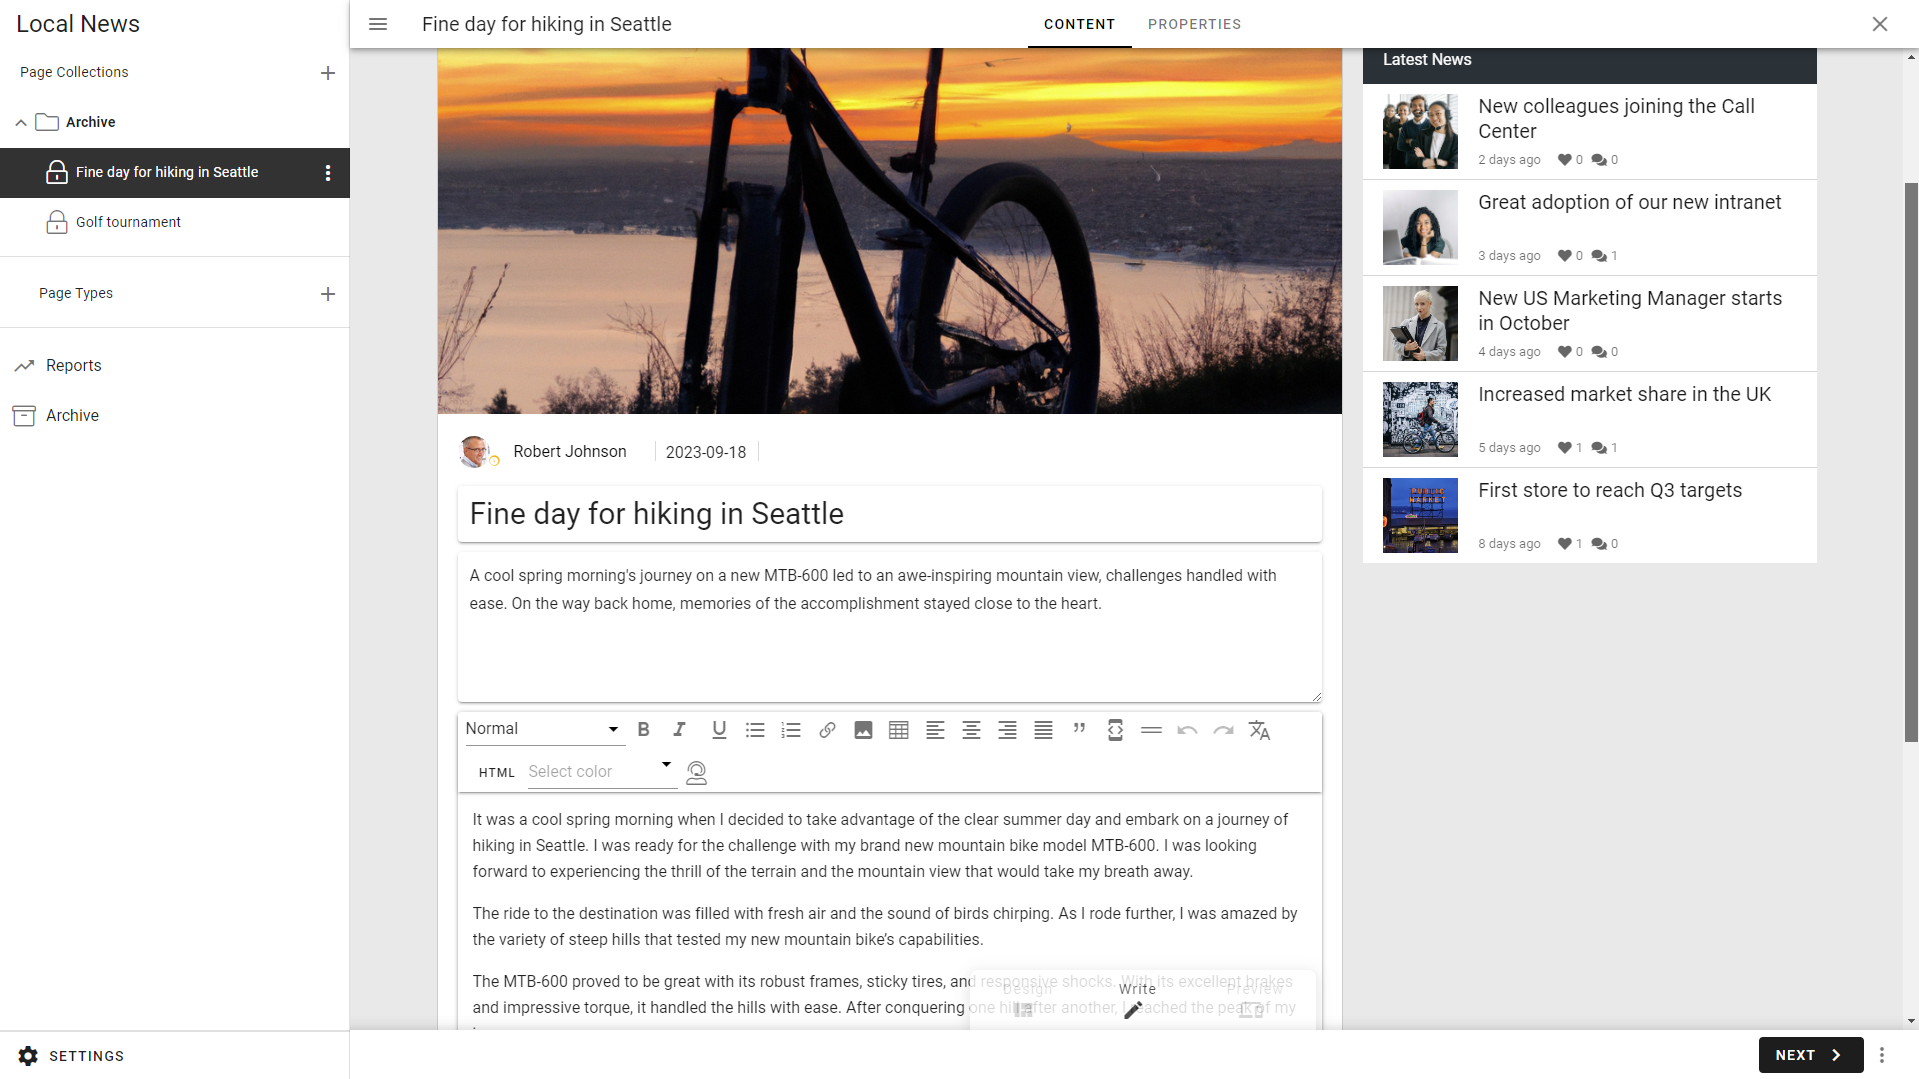 Local News
Page Collections
Archive
Fine day for hiking in Seattle
Golf tournament
Page Types
Reports
Archive
SETTINGS
Fine day for hiking in Seattle
CONTENT
PROPERTIES
Robert Johnson
2023-09-18
Fine day for hiking in Seattle
A cool spring morning's journey on a new MTB-600 led to an awe-inspiring mountain view, challenges handled with
ease. On the way back home, memories of the accomplishment stayed close to the heart.
Normal
HTML
Select color
It was a cool spring morning when I decided to take advantage of the clear summer day and embark on a journey of
hiking in Seattle. I was ready for the challenge with my brand new mountain bike model MTB-600. I was looking
forward to experiencing the thrill of the terrain and the mountain view that would take my breath away.
The ride to the destination was filled with fresh air and the sound of birds chirping. As I rode further, I was amazed by
the variety of steep hills that tested my new mountain bike’s capabilities.
The MTB-600 proved to be great with its robust frames, sticky tires, and responsive shocks. With its excellent brakes
and impressive torque, it handled the hills with ease. After conquering one hill after another, I reached the peak of my
Design
Write
Preview
Latest News
New colleagues joining the Call
Center
2 days ago 0 0
Great adoption of our new intranet
3 days ago 0 1
New US Marketing Manager starts
in October
4 days ago 0 0
Increased market share in the UK
5 days ago 1 1
PUBLIC
MARKET
First store to reach Q3 targets
8 days ago 1 0
NEXT